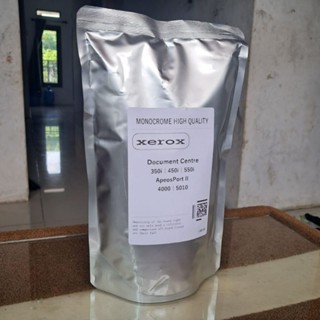 MONOCROME HIGH QUALITY
xerox
Document Centre
350i | 450i | 550i
ApeosPort II
4000 | 5010